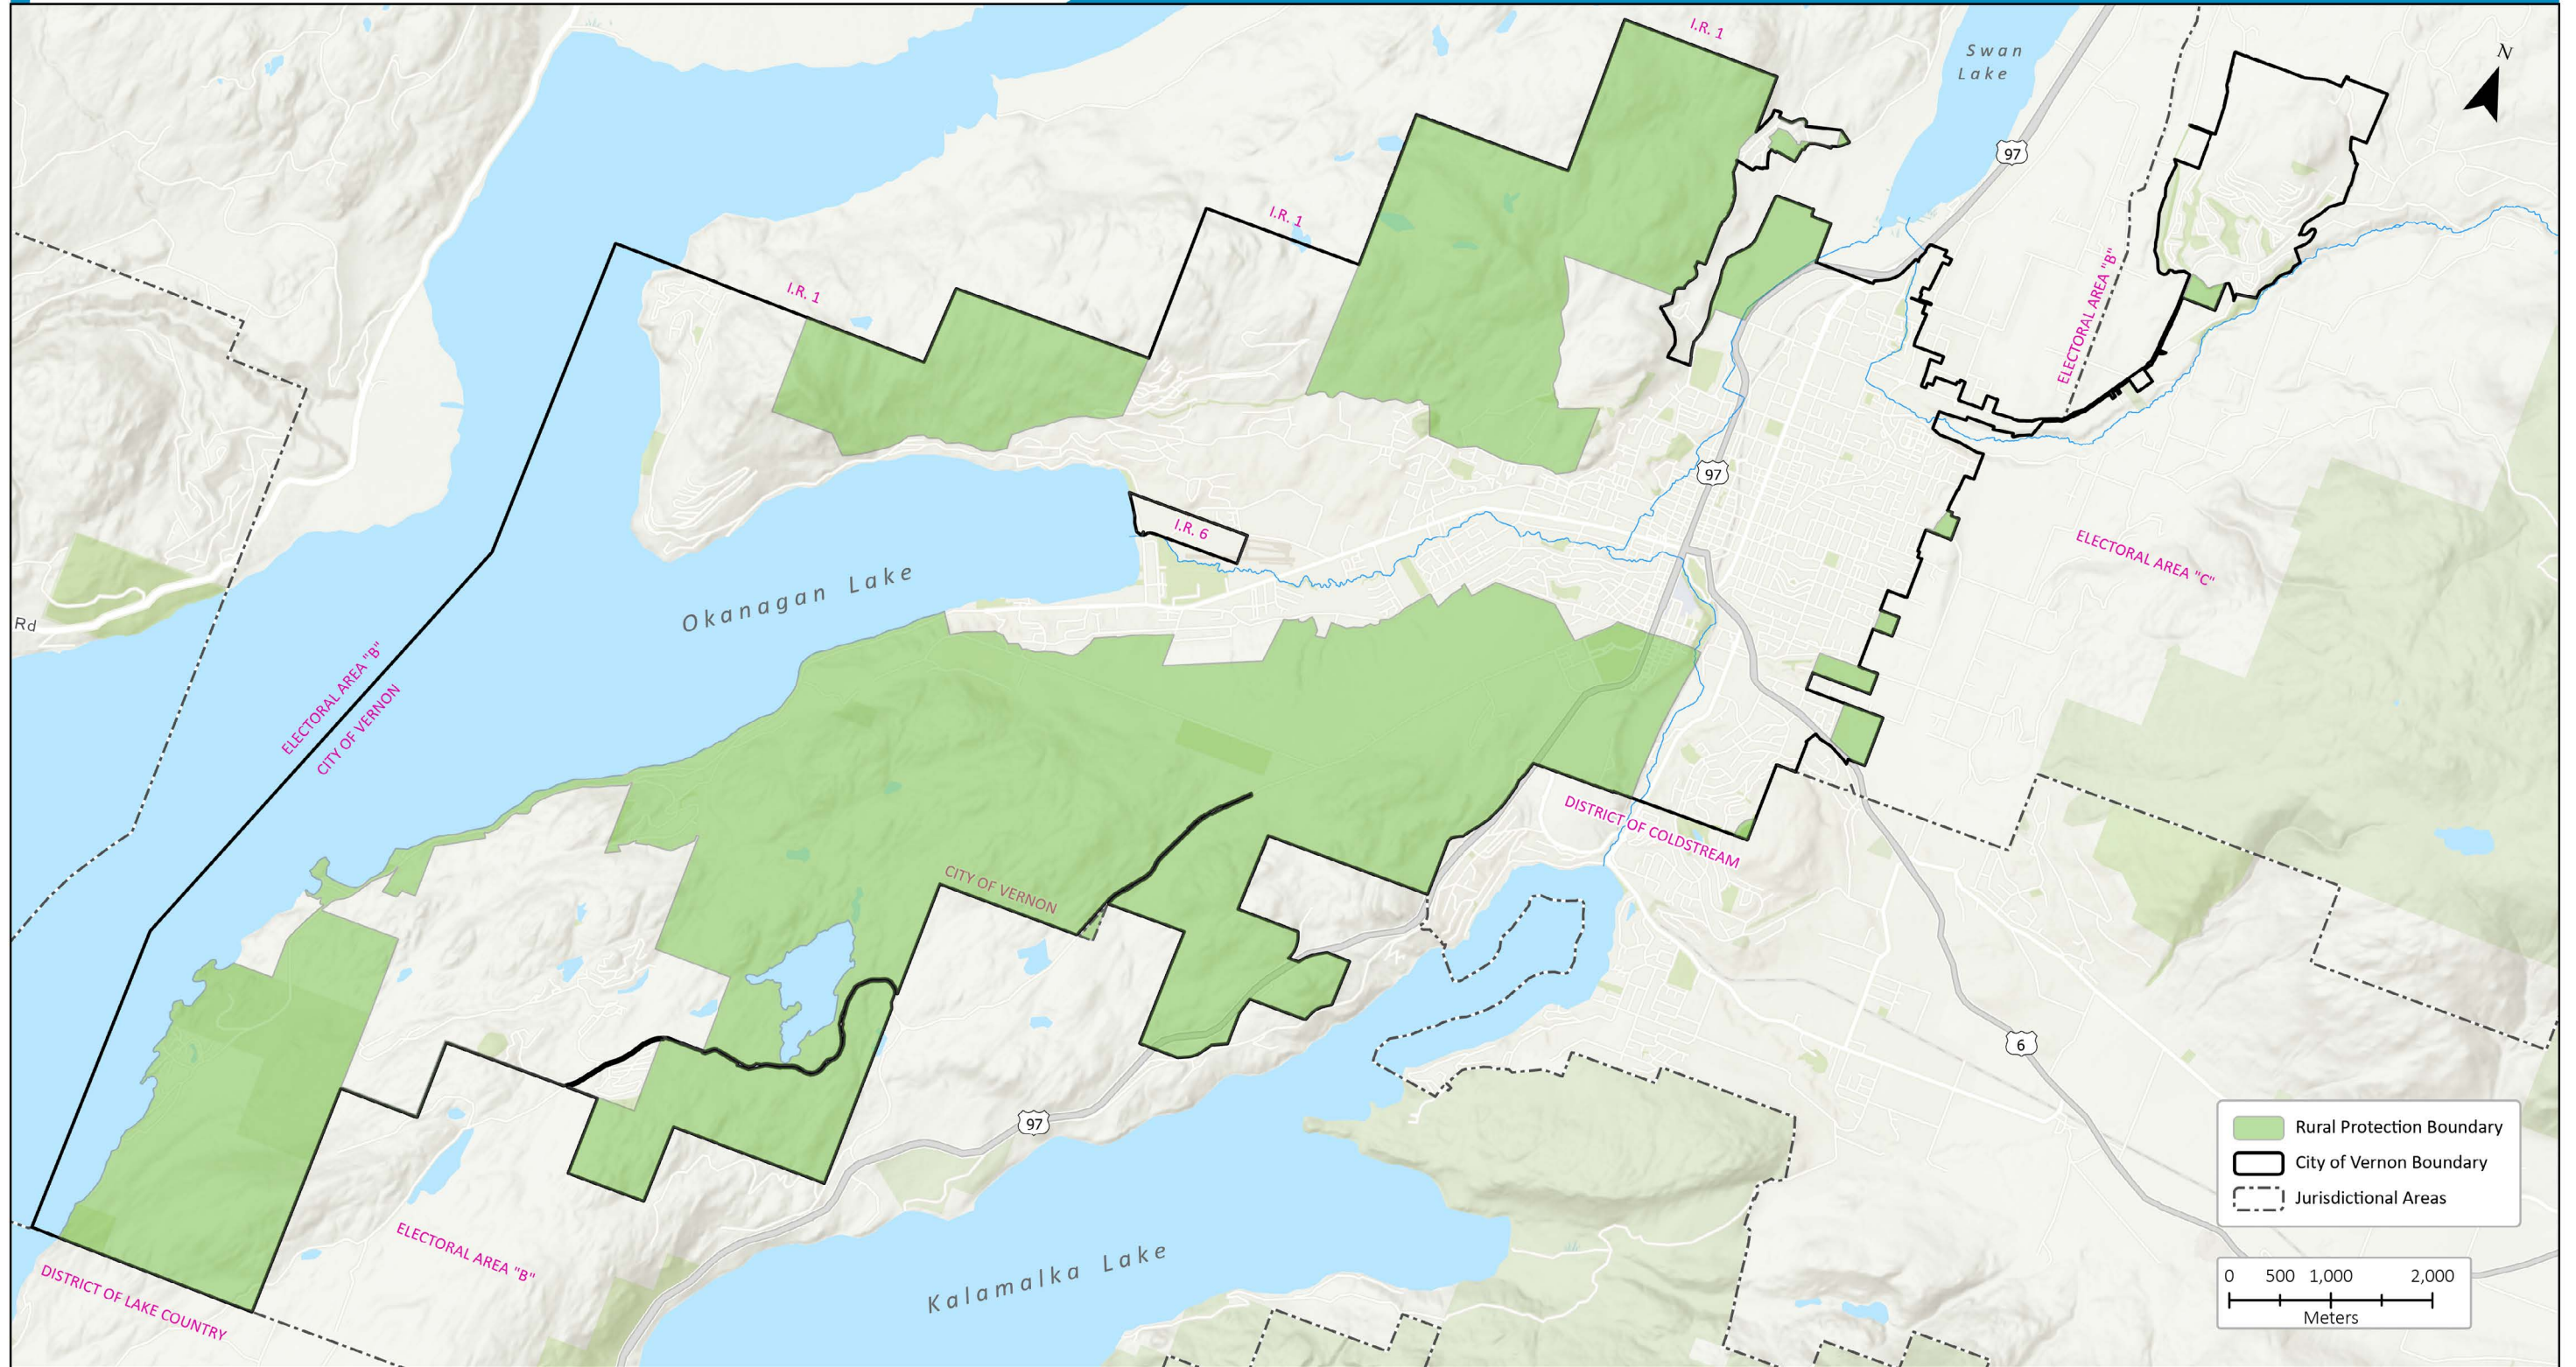 I.R. 1
Swan
Lake
N
97
I.R. 1
I.R. 1
ELECTORAL AREA "B"
97
I.R. 6
ELECTORAL AREA "C"
Okanagan Lake
Rd
ELECTORAL AREA "B"
CITY OF VERNON
DISTRICT OF COLDSTREAM
CITY OF VERNON
6
97
Rural Protection Boundary
City of Vernon Boundary
Jurisdictional Areas
ELECTORAL AREA "B"
Kalamalka Lake
DISTRICT OF LAKE COUNTRY
0 500 1,000 2,000
Meters